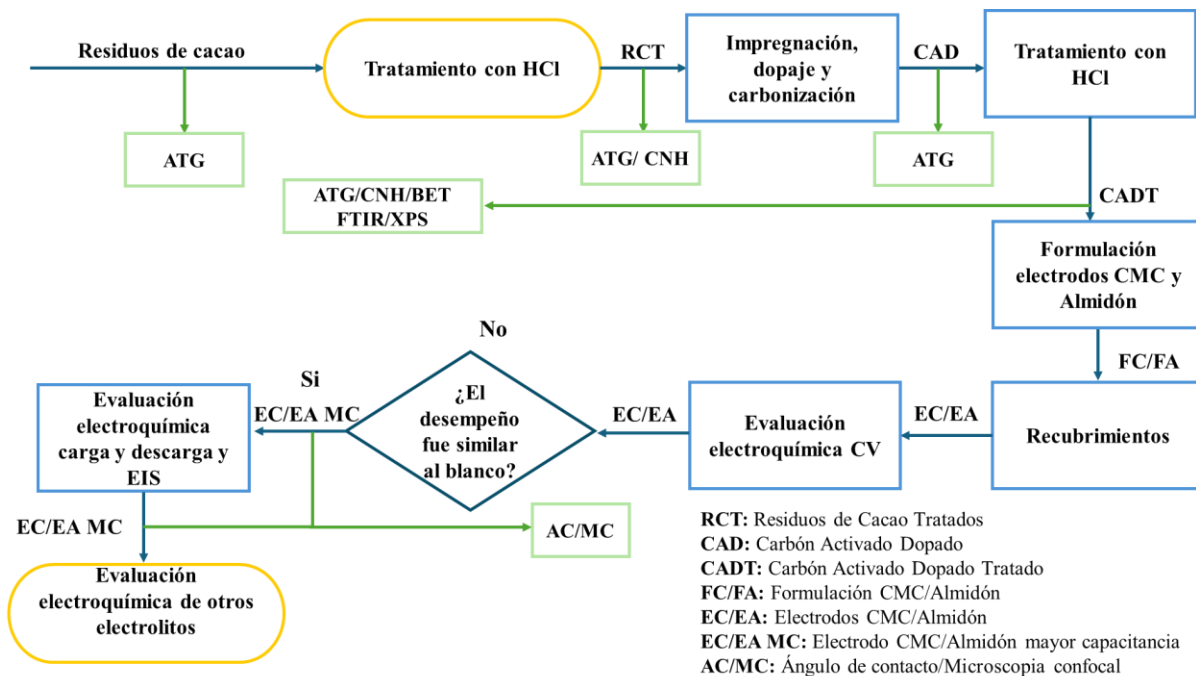 Residuos de cacao
Tratamiento con HCl
RCT
Impregnación,
dopaje y
carbonización
CAD
Tratamiento con
HCl
ATG
ATG/ CNH
ATG
ATG/CNH/BET
FTIR/XPS
CADT
Formulación
electrodos CMC y
Almidón
FC/FA
Recubrimientos
EC/EA
Evaluación
electroquímica CV
EC/EA
No
¿El
desempeño
fue similar
al blanco?
Si
EC/EA MC
Evaluación
electroquímica
carga y descarga y
EIS
EC/EA MC
AC/MC
Evaluación
electroquímica de otros
electrolitos
RCT: Residuos de Cacao Tratados
CAD: Carbón Activado Dopado
CADT: Carbón Activado Dopado Tratado
FC/FA: Formulación CMC/Almidón
EC/EA: Electrodos CMC/Almidón
EC/EA MC: Electrodo CMC/Almidón mayor capacitancia
AC/MC: Ángulo de contacto/Microscopia confocal